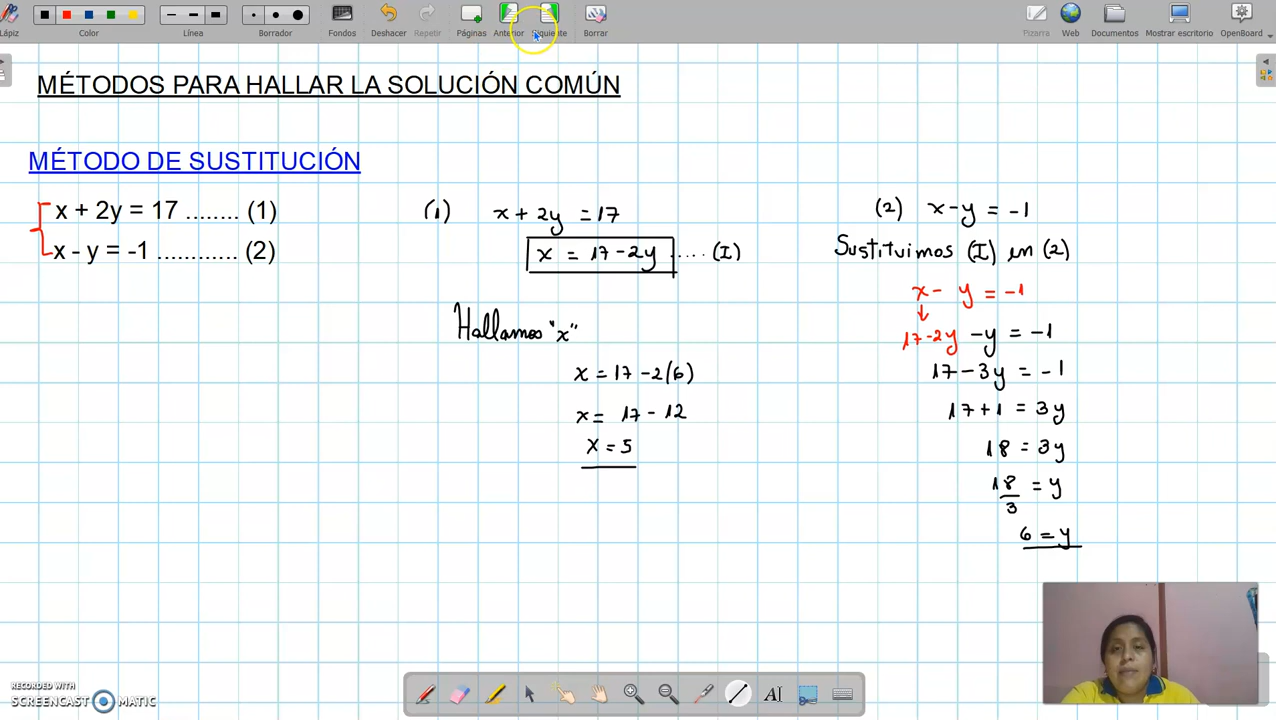 Lápiz
Color
Línea
Borrador
Fondos
Deshacer
Repetir
Páginas
Anterior
Siguiente
Borrar
Pizarra
Web
Documentos
Mostrar escritorio
OpenBoard
MÉTODOS PARA HALLAR LA SOLUCIÓN COMÚN
MÉTODO DE SUSTITUCIÓN
x + 2y = 17 ........ (1)
x - y = -1 ............ (2)
(1) x + 2y = 17
x = 17 - 2y ..... (I)
Hallamos "x"
x = 17 - 2(6)
x = 17 - 12
x = 5
(2) x - y = -1
Sustituimos (I) en (2)
x - y = -1
↓
17 - 2y - y = -1
17 - 3y = -1
17 + 1 = 3y
18 = 3y
18/3 = y
6 = y
RECORDED WITH
SCREENCAST MATIC